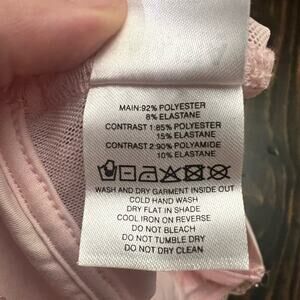 MAIN:92% POLYESTER
8% ELASTANE
CONTRAST 1:85% POLYESTER
15% ELASTANE
CONTRAST 2:90% POLYAMIDE
10% ELASTANE
WASH AND DRY GARMENT INSIDE OUT
COLD HAND WASH
DRY FLAT IN SHADE
COOL IRON ON REVERSE
DO NOT BLEACH
DO NOT TUMBLE DRY
DO NOT DRY CLEAN